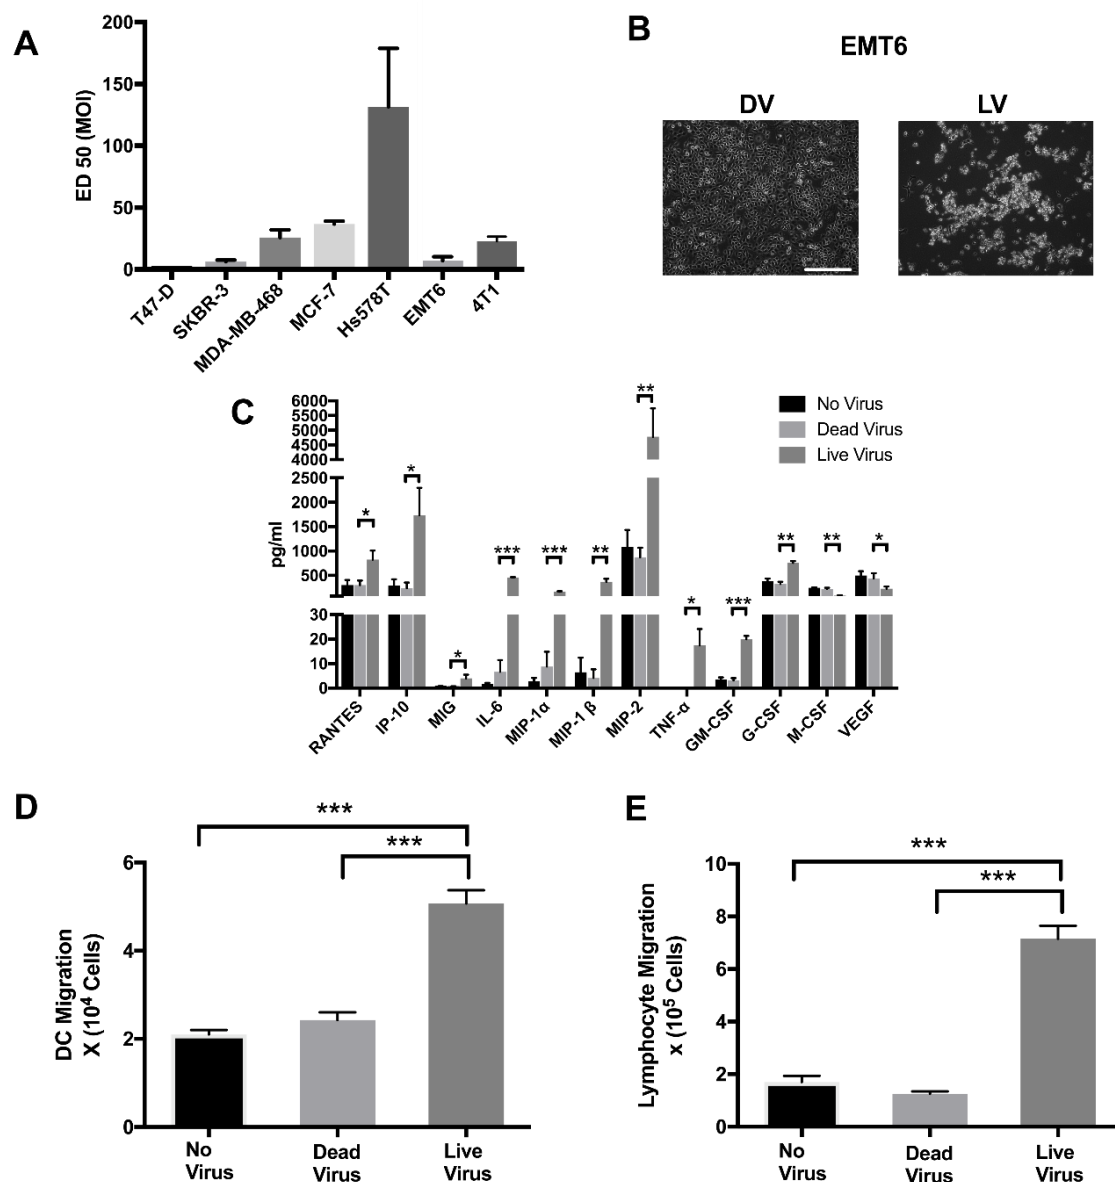 A
ED 50 (MOI)
200
150
100
50
0
T47-D
SKBR-3
MDA-MB-468
MCF-7
Hs578T
EMT6
4T1
B
EMT6
DV
LV
C
pg/ml
6000
5500
5000
4500
4000
2500
2000
1500
1000
500
30
20
10
0
*
*
*
***
***
**
**
*
***
**
**
*
No Virus
Dead Virus
Live Virus
RANTES
IP-10
MIG
IL-6
MIP-1α
MIP-1 β
MIP-2
TNF-α
GM-CSF
G-CSF
M-CSF
VEGF
D
DC Migration
X (10⁴ Cells)
6
4
2
0
***
***
No
Virus
Dead
Virus
Live
Virus
E
Lymphocyte Migration
x (10⁵ Cells)
10
8
6
4
2
0
***
***
No
Virus
Dead
Virus
Live
Virus